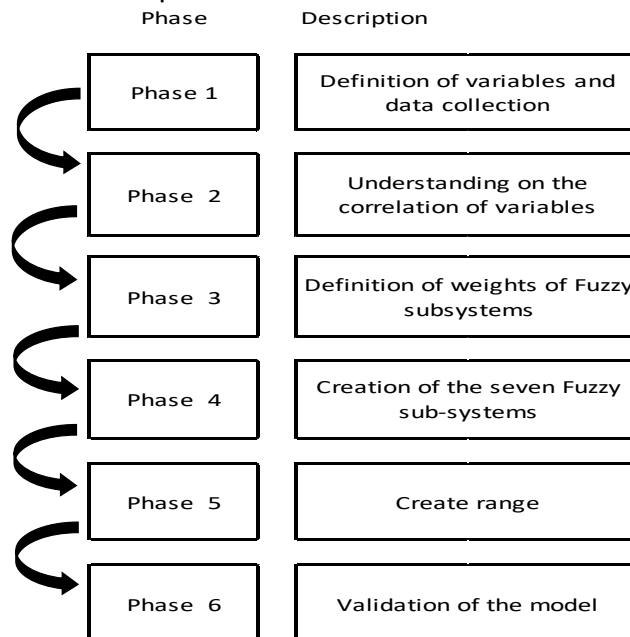 Phase Description
Phase 1
Definition of variables and
data collection
Phase 2
Understanding on the
correlation of variables
Phase 3
Definition of weights of Fuzzy
subsystems
Phase 4
Creation of the seven Fuzzy
sub-systems
Phase 5
Create range
Phase 6
Validation of the model